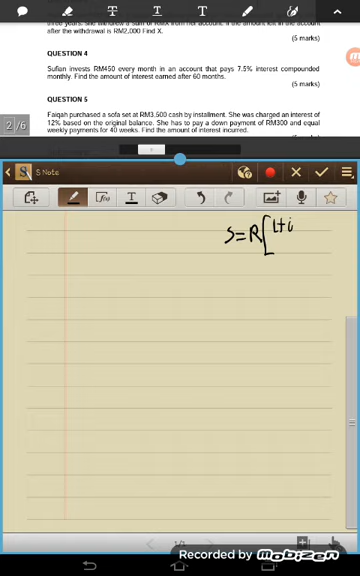 three years. She withdrew a sum of RMX from her account. If the amount left in the account
after the withdrawal is RM2,000 Find X.
(5 marks)
QUESTION 4
Sufian invests RM450 every month in an account that pays 7.5% interest compounded
monthly. Find the amount of interest earned after 60 months.
(5 marks)
QUESTION 5
Faiqah purchased a sofa set at RM3,500 cash by installment. She was charged an interest of
12% based on the original balance. She has to pay a down payment of RM300 and equal
weekly payments for 40 weeks. Find the amount of interest incurred.
2 / 6
S Note
S=R[1+i
1/1
Recorded by mobizen